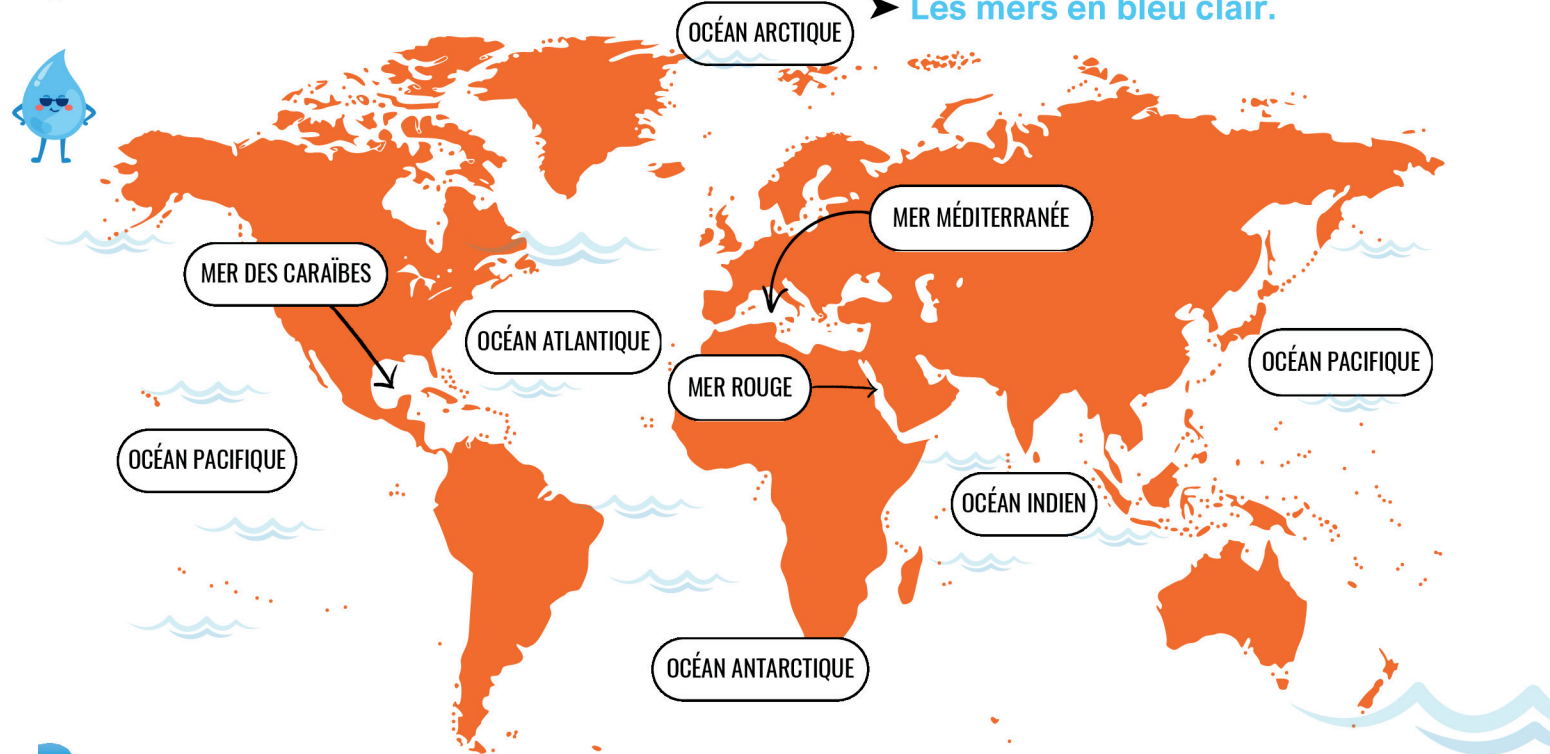 ➤ Les mers en bleu clair.
OCÉAN ARCTIQUE
MER MÉDITERRANÉE
MER DES CARAÏBES
OCÉAN ATLANTIQUE
OCÉAN PACIFIQUE
MER ROUGE
OCÉAN PACIFIQUE
OCÉAN INDIEN
OCÉAN ANTARCTIQUE